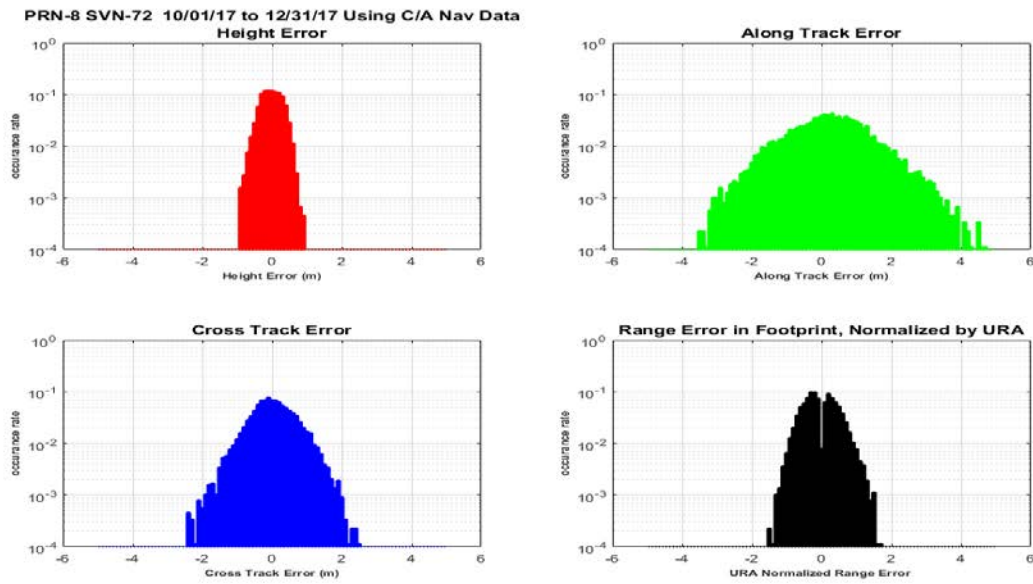 PRN-8 SVN-72 10/01/17 to 12/31/17 Using C/A Nav Data
Height Error
10^0
10^-1
10^-2
10^-3
10^-4
occurance rate
-6 -4 -2 0 2 4 6
Height Error (m)
Along Track Error
10^0
10^-1
10^-2
10^-3
10^-4
occurance rate
-6 -4 -2 0 2 4 6
Along Track Error (m)
Cross Track Error
10^0
10^-1
10^-2
10^-3
10^-4
occurance rate
-6 -4 -2 0 2 4 6
Cross Track Error (m)
Range Error in Footprint, Normalized by URA
10^0
10^-1
10^-2
10^-3
10^-4
occurance rate
-6 -4 -2 0 2 4 6
URA Normalized Range Error